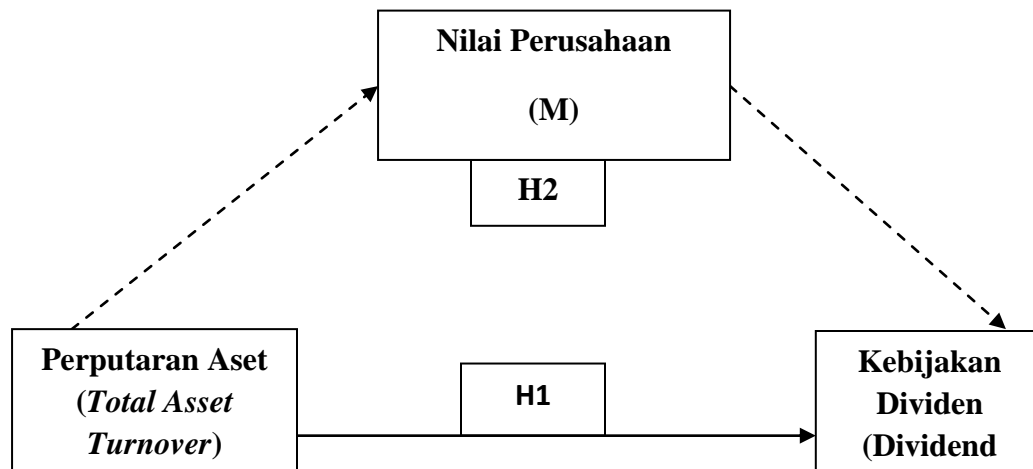 Nilai Perusahaan
(M)
H2
Perputaran Aset
(Total Asset
Turnover)
H1
Kebijakan
Dividen
(Dividend